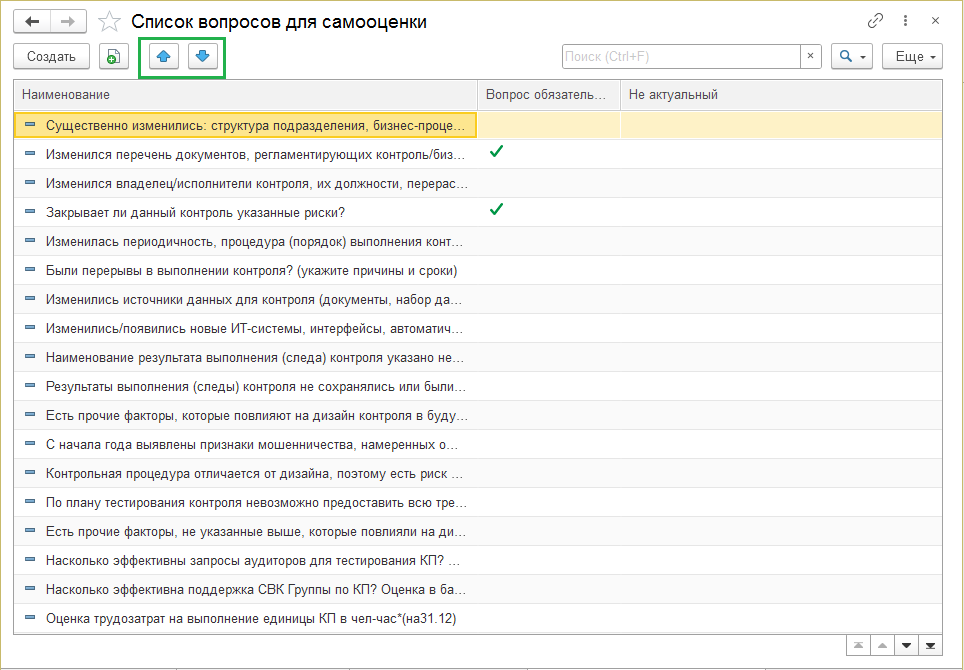 Список вопросов для самооценки
Создать
Поиск (Ctrl+F)
×
Еще
Наименование Вопрос обязатель... Не актуальный
Существенно изменились: структура подразделения, бизнес-проце...
Изменился перечень документов, регламентирующих контроль/биз...
Изменился владелец/исполнители контроля, их должности, перерас...
Закрывает ли данный контроль указанные риски?
Изменилась периодичность, процедура (порядок) выполнения конт...
Были перерывы в выполнении контроля? (укажите причины и сроки)
Изменились источники данных для контроля (документы, набор да...
Изменились/появились новые ИТ-системы, интерфейсы, автоматич...
Наименование результата выполнения (следа) контроля указано не...
Результаты выполнения (следы) контроля не сохранялись или были...
Есть прочие факторы, которые повлияют на дизайн контроля в буду...
С начала года выявлены признаки мошенничества, намеренных о...
Контрольная процедура отличается от дизайна, поэтому есть риск ...
По плану тестирования контроля невозможно предоставить всю тре...
Есть прочие факторы, не указанные выше, которые повлияли на ди...
Насколько эффективны запросы аудиторов для тестирования КП? ...
Насколько эффективна поддержка СВК Группы по КП? Оценка в ба...
Оценка трудозатрат на выполнение единицы КП в чел-час*(на31.12)